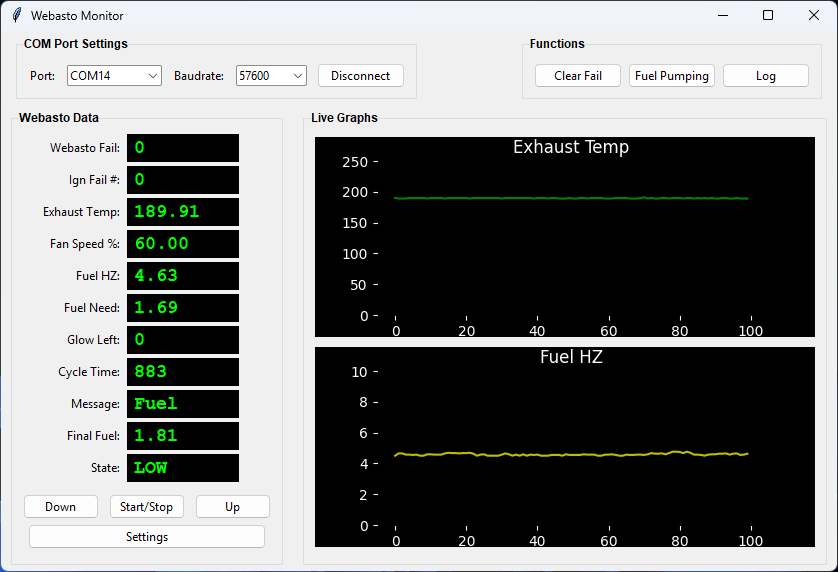 Webasto Monitor
COM Port Settings
Port: COM14 Baudrate: 57600 Disconnect
Functions
Clear Fail Fuel Pumping Log
Webasto Data
Webasto Fail: 0
Ign Fail #: 0
Exhaust Temp: 189.91
Fan Speed %: 60.00
Fuel HZ: 4.63
Fuel Need: 1.69
Glow Left: 0
Cycle Time: 883
Message: Fuel
Final Fuel: 1.81
State: LOW
Down Start/Stop Up
Settings
Live Graphs
Exhaust Temp
250
200
150
100
50
0
0 20 40 60 80 100
Fuel HZ
10
8
6
4
2
0
0 20 40 60 80 100